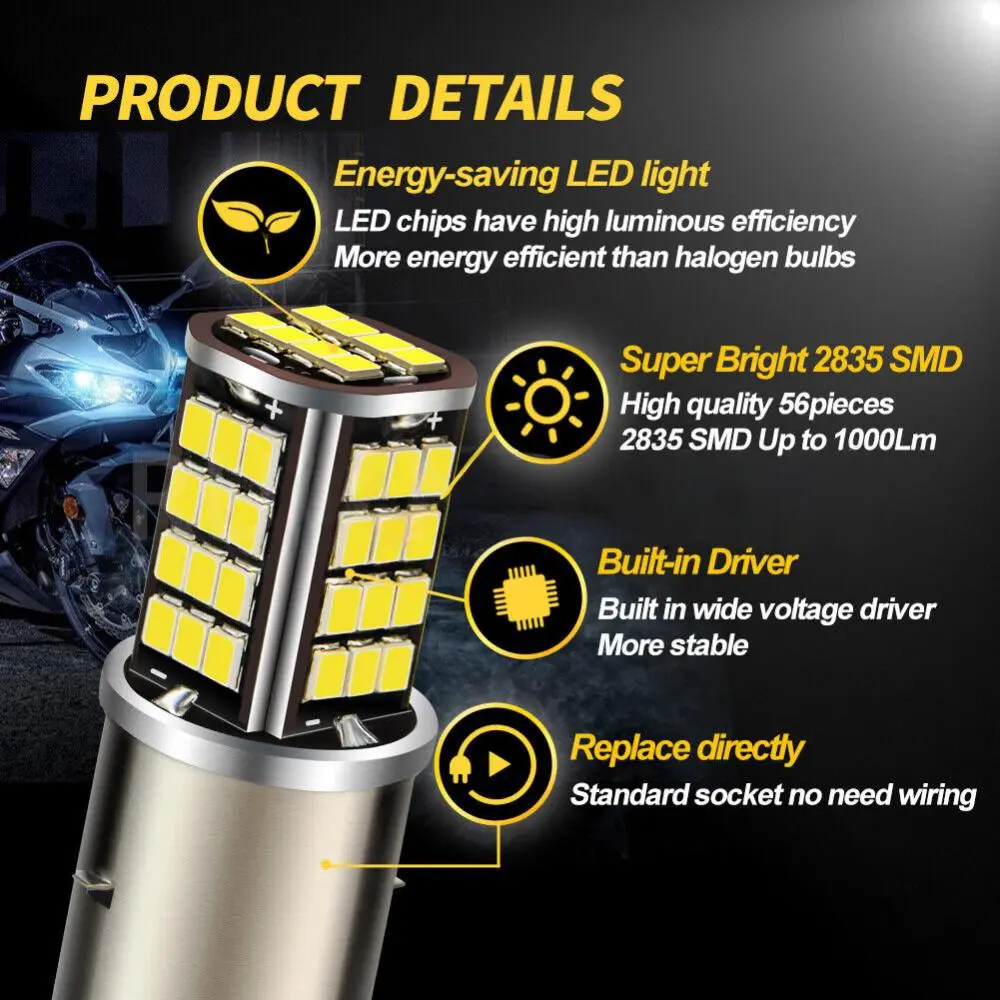 PRODUCT DETAILS
Energy-saving LED light
LED chips have high luminous efficiency
More energy efficient than halogen bulbs
Super Bright 2835 SMD
High quality 56pieces
2835 SMD Up to 1000Lm
Built-in Driver
Built in wide voltage driver
More stable
Replace directly
Standard socket no need wiring
+
+
-
-